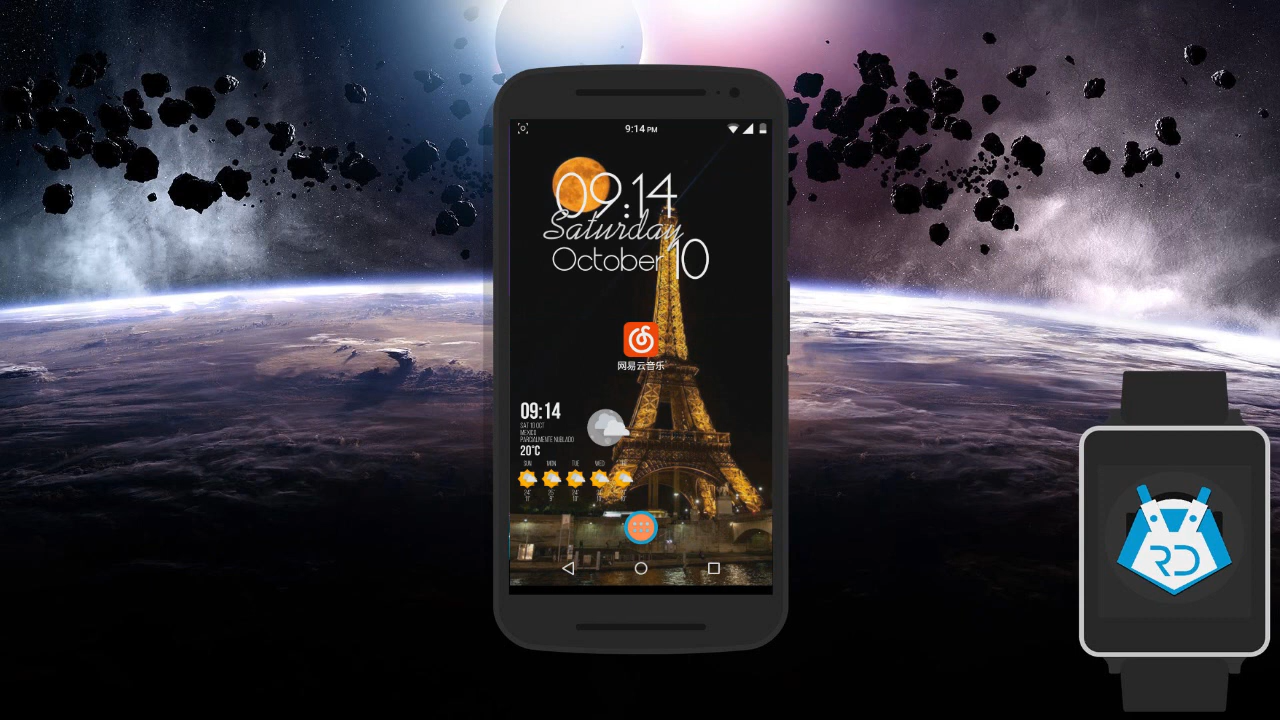 9:14 PM
09:14
Saturday
October 10
网易云音乐
09:14
SAT 10 OCT
MEXICO
PARCIALMENTE NUBLADO
20°C
SUN MON TUE WED
RD